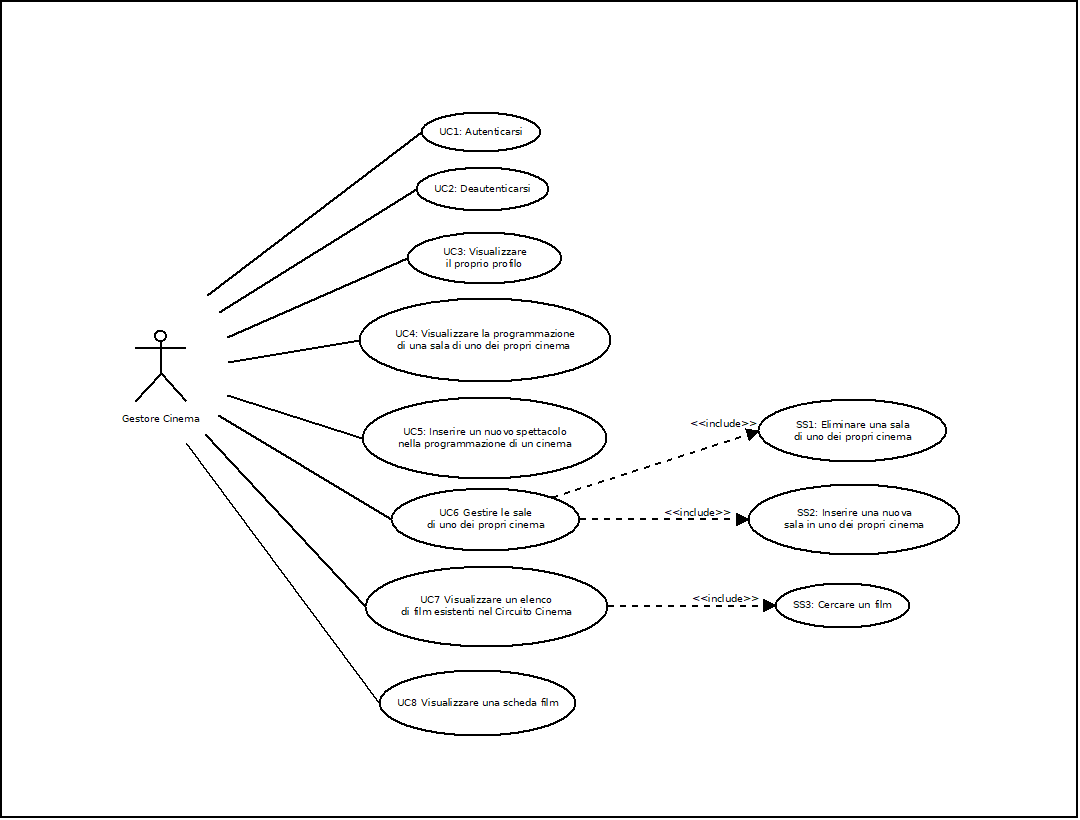 UC1: Autenticarsi
UC2: Deautenticarsi
UC3: Visualizzare
il proprio profilo
UC4: Visualizzare la programmazione
di una sala di uno dei propri cinema
Gestore Cinema
UC5: Inserire un nuovo spettacolo
nella programmazione di un cinema
<<include>>
SS1: Eliminare una sala
di uno dei propri cinema
UC6 Gestire le sale
di uno dei propri cinema
<<include>>
SS2: Inserire una nuova
sala in uno dei propri cinema
UC7 Visualizzare un elenco
di film esistenti nel Circuito Cinema
<<include>>
SS3: Cercare un film
UC8 Visualizzare una scheda film